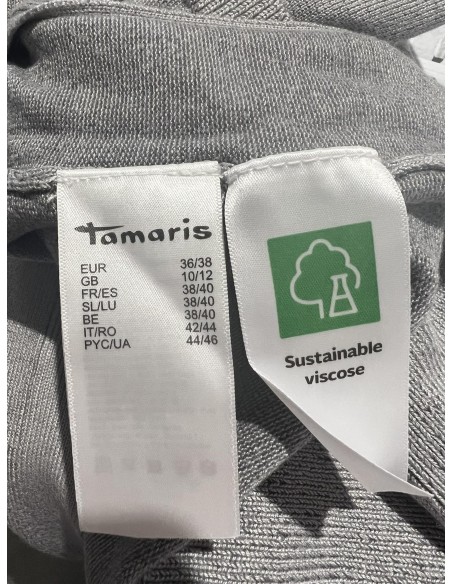 Tamaris
EUR 36/38
GB 10/12
FR/ES 38/40
SL/LU 38/40
BE 38/40
IT/RO 42/44
РУС/UA 44/46
Sustainable
viscose